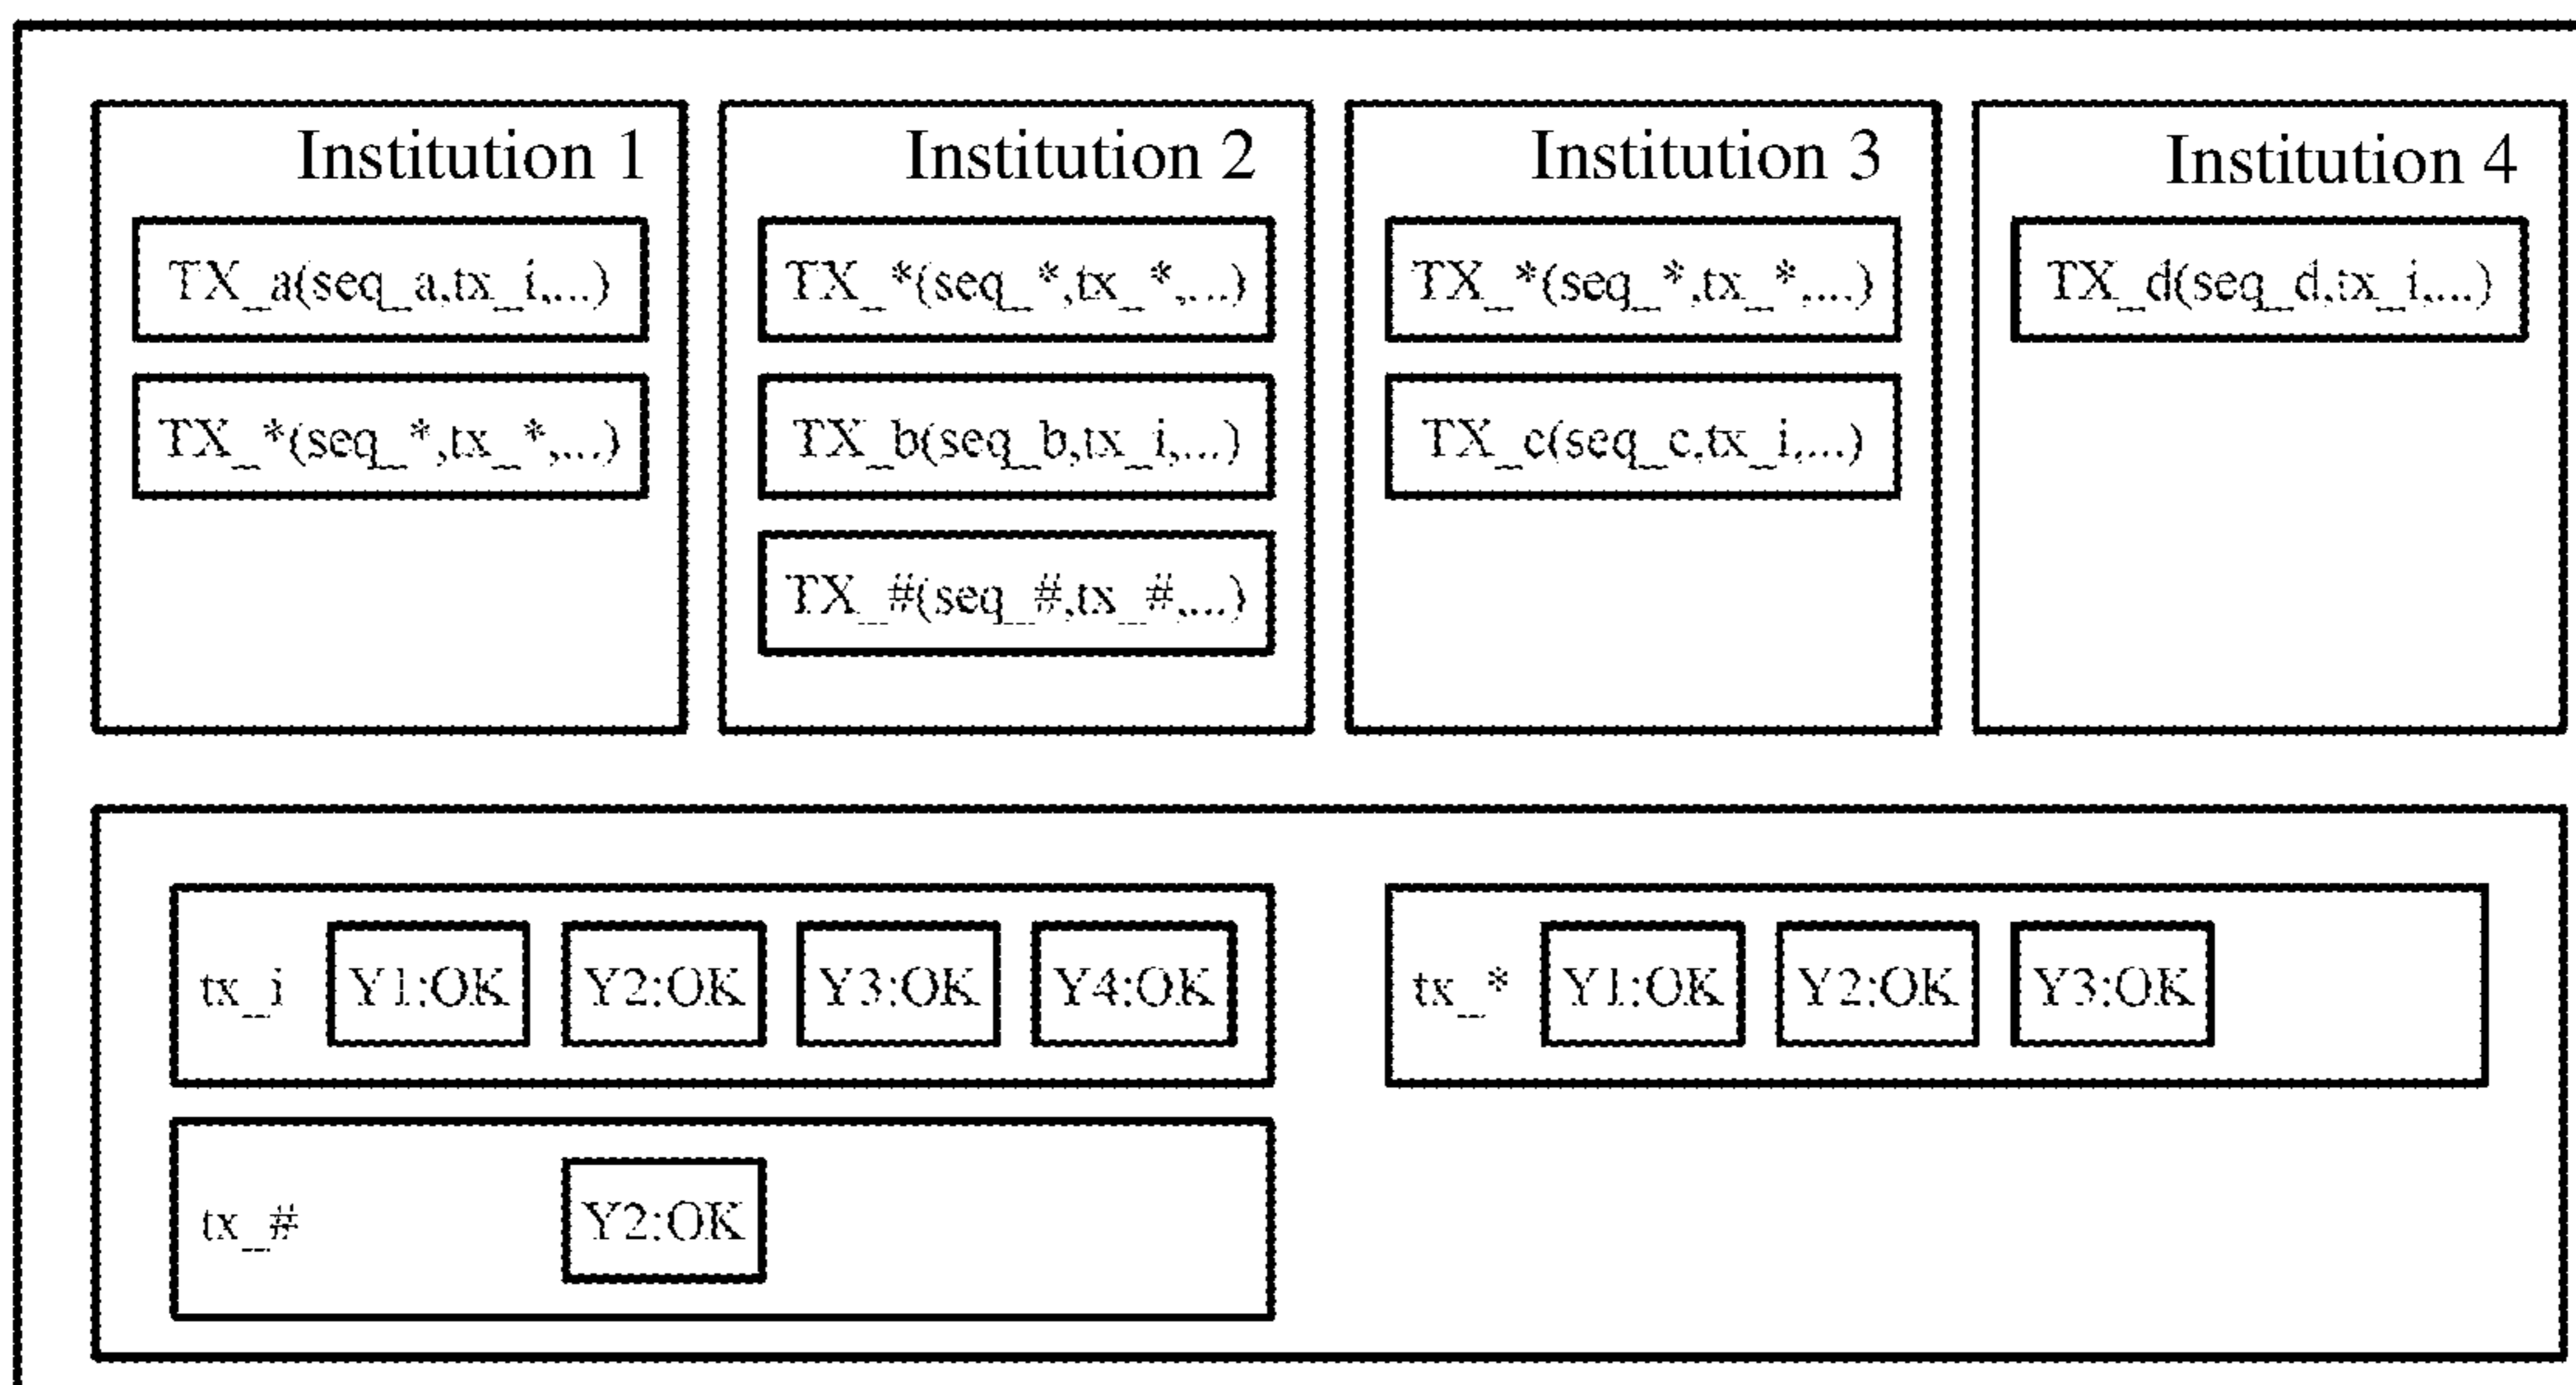 Institution 1
TX_a(seq_a,tx_i,...)
TX_*(seq_*,tx_*,...)
Institution 2
TX_*(seq_*,tx_*,...)
TX_b(seq_b,tx_i,...)
TX_#(seq_#,tx_#,...)
Institution 3
TX_*(seq_*,tx_*,...)
TX_c(seq_c,tx_i,...)
Institution 4
TX_d(seq_d,tx_i,...)
tx_i Y1:OK Y2:OK Y3:OK Y4:OK
tx_* Y1:OK Y2:OK Y3:OK
tx_# Y2:OK